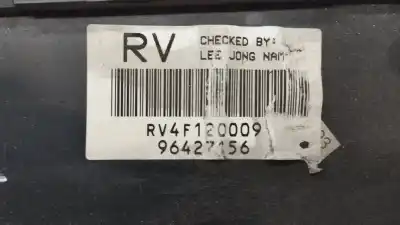 RV
CHECKED BY:
LEE JONG NAM
RV4F120009
96427156